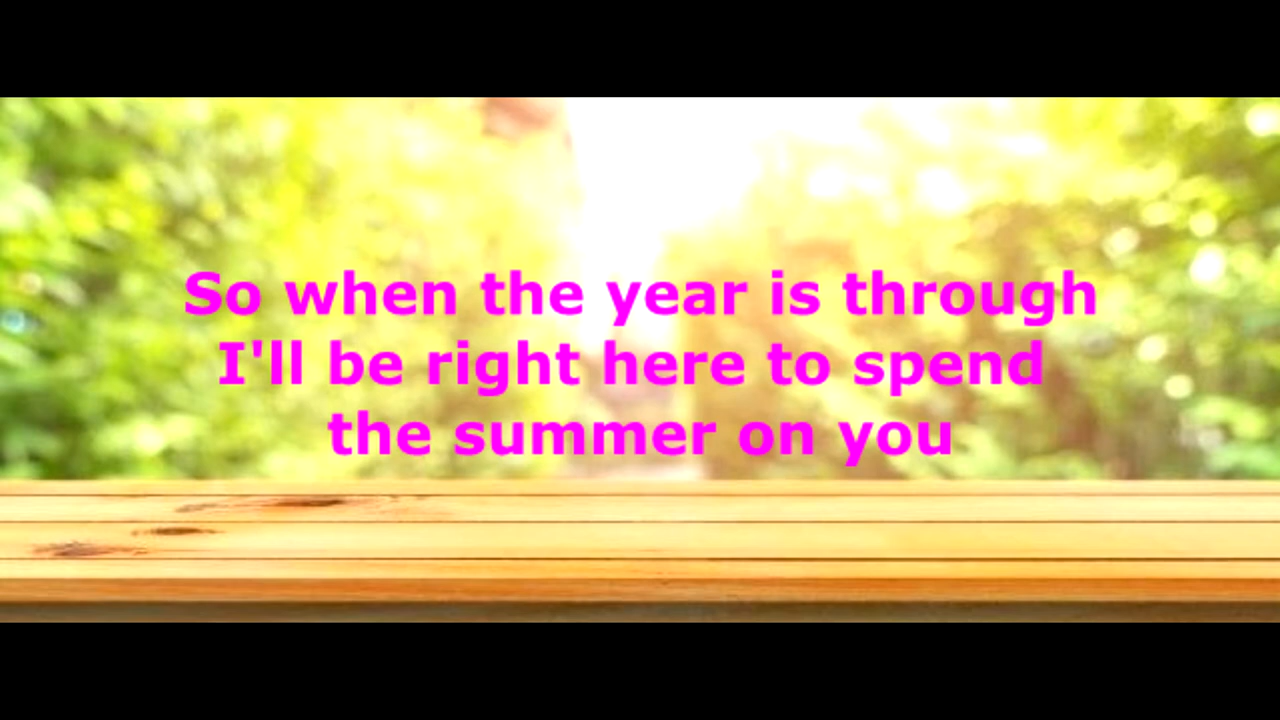 So when the year is through
I'll be right here to spend
the summer on you